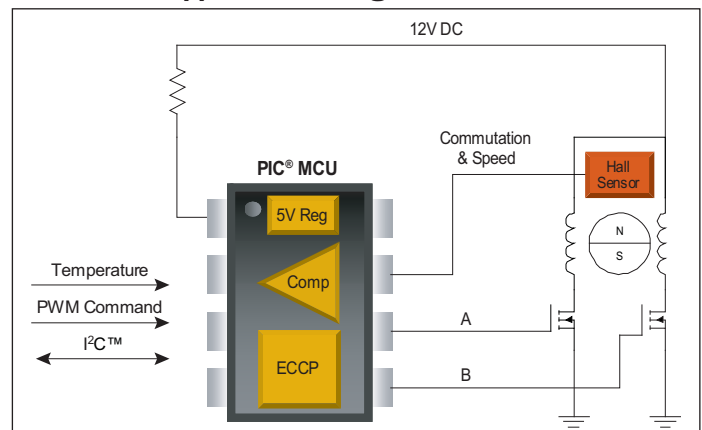 12V DC
Commutation
& Speed
PIC® MCU
Hall
Sensor
5V Reg
N
S
Temperature
Comp
PWM Command
A
I²C™
ECCP
B